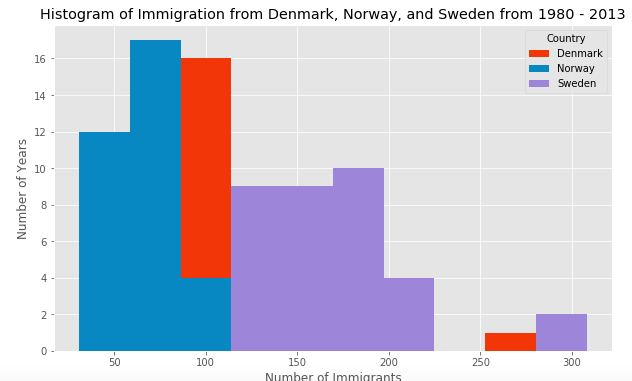 Histogram of Immigration from Denmark, Norway, and Sweden from 1980 - 2013
Country
Denmark
Norway
Sweden
Number of Years
16
14
12
10
8
6
4
2
0
50 100 150 200 250 300
Number of Immigrants